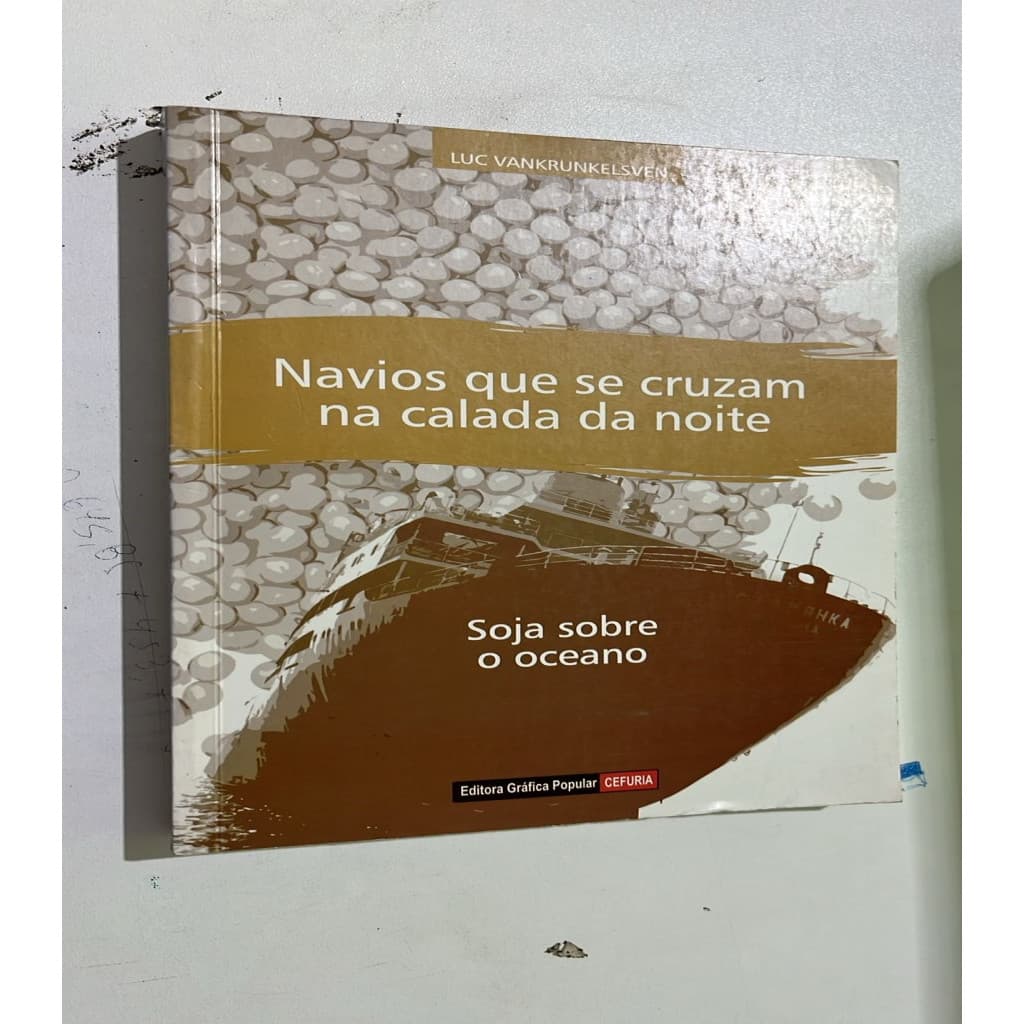 LUC VANKRUNKELSVEN
Navios que se cruzam
na calada da noite
Soja sobre
o oceano
Editora Gráfica Popular CEFURIA